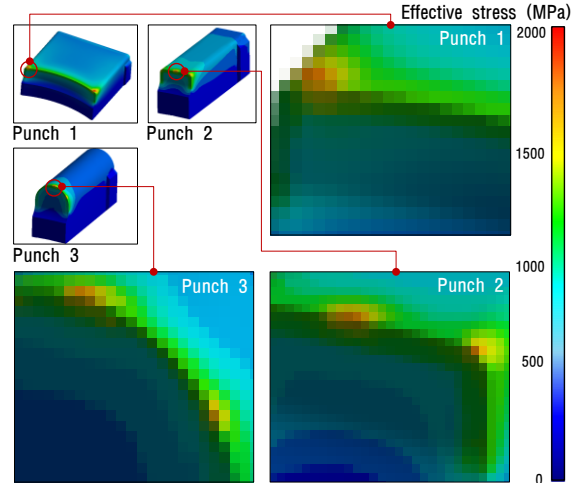 Effective stress (MPa)
Punch 1
2000
Punch 1
Punch 2
1500
Punch 3
1000
Punch 3
Punch 2
500
0